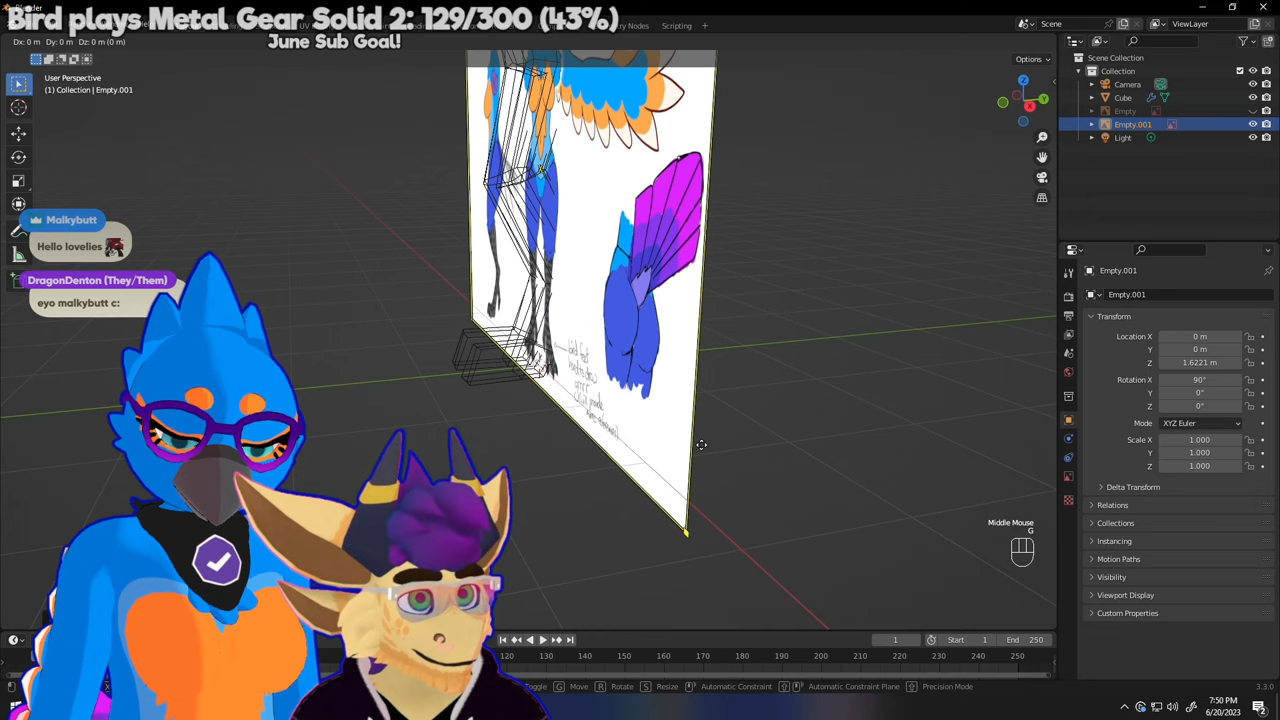 Blender
Bird plays Metal Gear Solid 2: 129/300 (43%)
June Sub Goal!
Scripting
+
Scene
ViewLayer
Dx: 0 m Dy: 0 m Dz: 0 m (0 m)
Options
User Perspective
(1) Collection | Empty.001
Scene Collection
Collection
Camera
Cube
Empty
Empty.001
Light
Z
Y
X
Malkybutt
Hello lovelies
DragonDenton (They/Them)
eyo malkybutt c:
Empty.001
Empty.001
Transform
Location X 0 m
Y 0 m
Z 1.6221 m
Rotation X 90°
Y 0°
Z 0°
Mode XYZ Euler
Scale X 1.000
Y 1.000
Z 1.000
Delta Transform
Relations
Collections
Instancing
Motion Paths
Visibility
Viewport Display
Custom Properties
Middle Mouse
G
1
Start 1
End 250
120 130 140 150 160 170 180 190 200 210 220 230 240 250
Toggle
G Move
R Rotate
S Resize
Automatic Constraint
Automatic Constraint Plane
Precision Mode
3.3.0
7:50 PM
6/20/2023
2